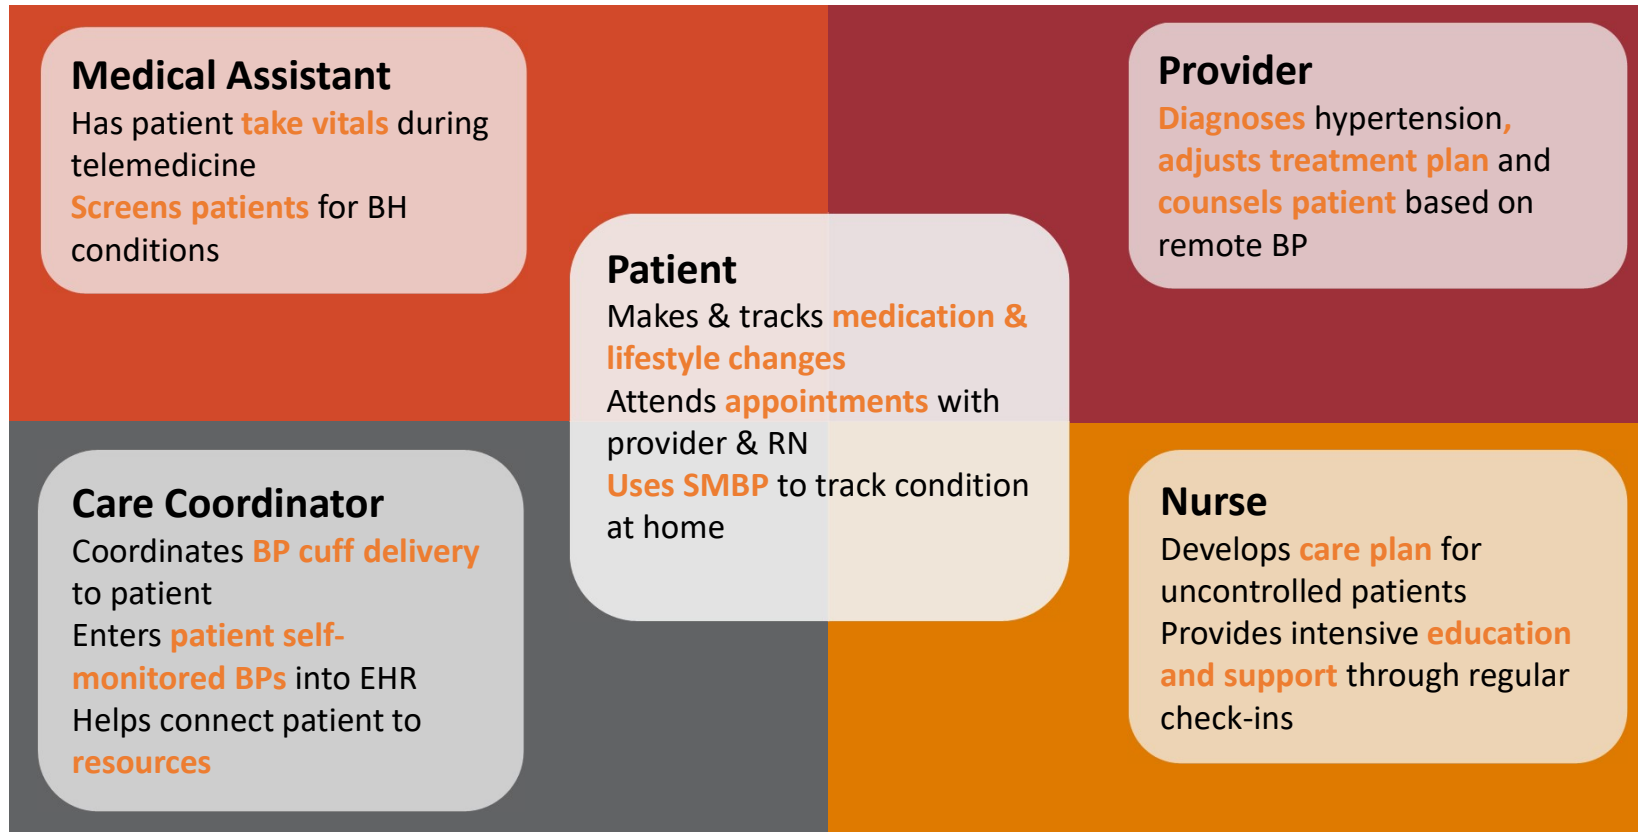 Medical Assistant
Has patient take vitals during
telemedicine
Screens patients for BH
conditions
Provider
Diagnoses hypertension,
adjusts treatment plan and
counsels patient based on
remote BP
Patient
Makes & tracks medication &
lifestyle changes
Attends appointments with
provider & RN
Uses SMBP to track condition
at home
Care Coordinator
Coordinates BP cuff delivery
to patient
Enters patient self-
monitored BPs into EHR
Helps connect patient to
resources
Nurse
Develops care plan for
uncontrolled patients
Provides intensive education
and support through regular
check-ins